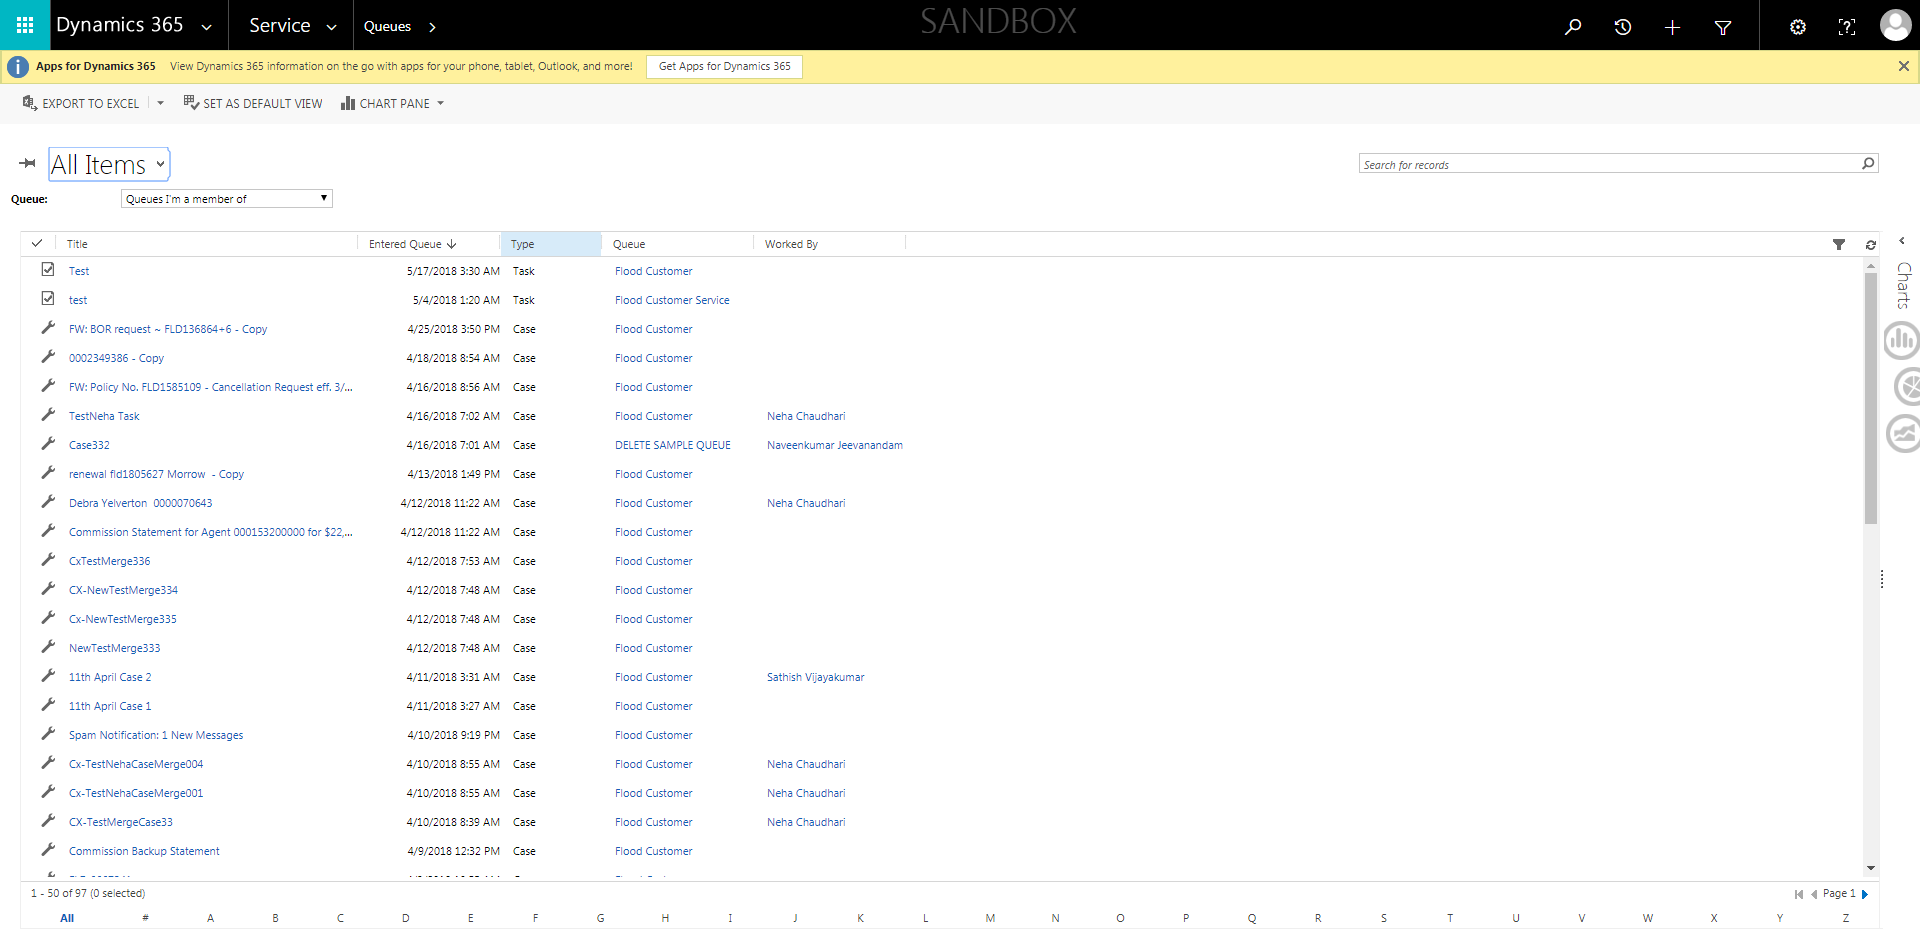 Dynamics 365 Service Queues SANDBOX
Apps for Dynamics 365 View Dynamics 365 information on the go with apps for your phone, tablet, Outlook, and more! Get Apps for Dynamics 365
EXPORT TO EXCEL SET AS DEFAULT VIEW CHART PANE
All Items
Search for records
Queue: Queues I'm a member of
Title Entered Queue Type Queue Worked By
Charts
Test 5/17/2018 3:30 AM Task Flood Customer
test 5/4/2018 1:20 AM Task Flood Customer Service
FW: BOR request ~ FLD136864+6 - Copy 4/25/2018 3:50 PM Case Flood Customer
0002349386 - Copy 4/18/2018 8:54 AM Case Flood Customer
FW: Policy No. FLD1585109 - Cancellation Request eff. 3/... 4/16/2018 8:56 AM Case Flood Customer
TestNeha Task 4/16/2018 7:02 AM Case Flood Customer Neha Chaudhari
Case332 4/16/2018 7:01 AM Case DELETE SAMPLE QUEUE Naveenkumar Jeevanandam
renewal fld1805627 Morrow - Copy 4/13/2018 1:49 PM Case Flood Customer
Debra Yelverton 0000070643 4/12/2018 11:22 AM Case Flood Customer Neha Chaudhari
Commission Statement for Agent 000153200000 for $22,... 4/12/2018 11:22 AM Case Flood Customer
CxTestMerge336 4/12/2018 7:53 AM Case Flood Customer
CX-NewTestMerge334 4/12/2018 7:48 AM Case Flood Customer
Cx-NewTestMerge335 4/12/2018 7:48 AM Case Flood Customer
NewTestMerge333 4/12/2018 7:48 AM Case Flood Customer
11th April Case 2 4/11/2018 3:31 AM Case Flood Customer Sathish Vijayakumar
11th April Case 1 4/11/2018 3:27 AM Case Flood Customer
Spam Notification: 1 New Messages 4/10/2018 9:19 PM Case Flood Customer
Cx-TestNehaCaseMerge004 4/10/2018 8:55 AM Case Flood Customer Neha Chaudhari
Cx-TestNehaCaseMerge001 4/10/2018 8:55 AM Case Flood Customer Neha Chaudhari
CX-TestMergeCase33 4/10/2018 8:39 AM Case Flood Customer Neha Chaudhari
Commission Backup Statement 4/9/2018 12:32 PM Case Flood Customer
1 - 50 of 97 (0 selected) Page 1
All # A B C D E F G H I J K L M N O P Q R S T U V W X Y Z